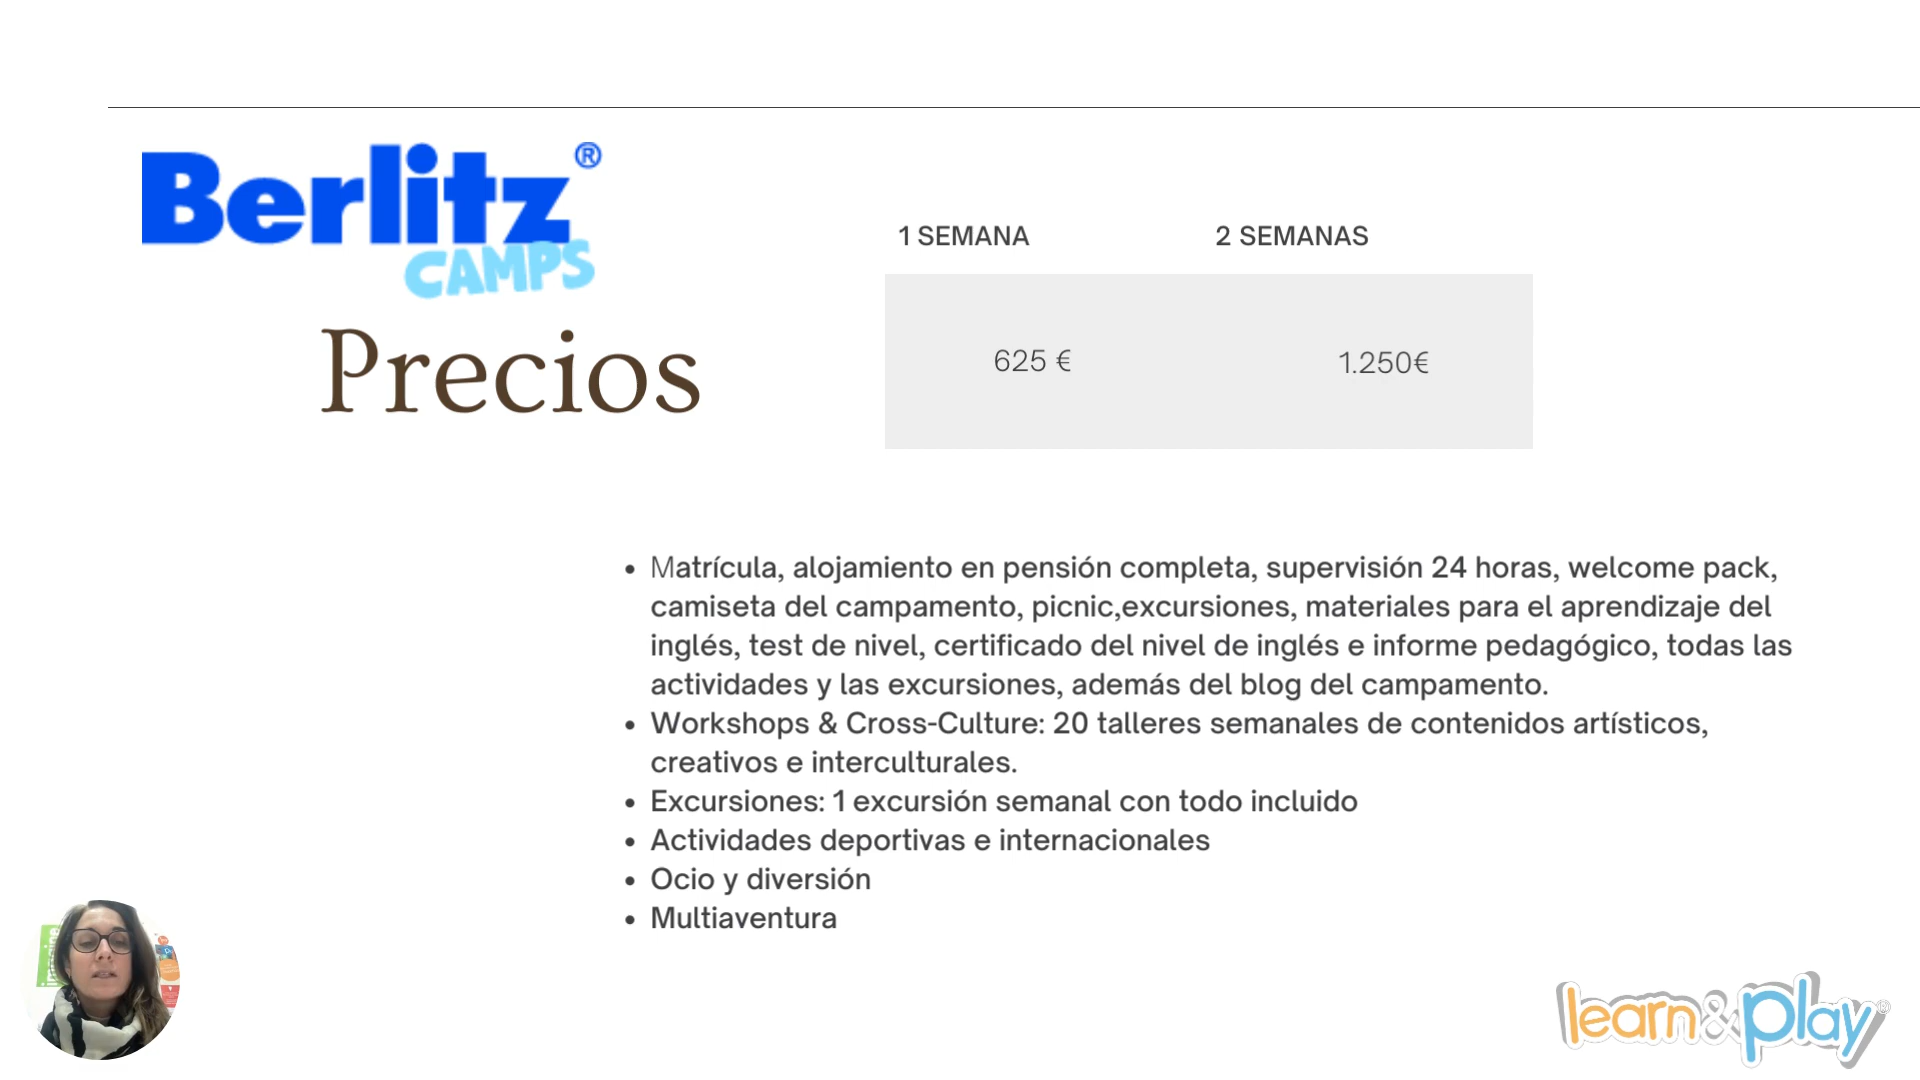 Berlitz®
CAMPS
Precios
1 SEMANA
2 SEMANAS
625 €
1.250€
• Matrícula, alojamiento en pensión completa, supervisión 24 horas, welcome pack,
camiseta del campamento, picnic,excursiones, materiales para el aprendizaje del
inglés, test de nivel, certificado del nivel de inglés e informe pedagógico, todas las
actividades y las excursiones, además del blog del campamento.
• Workshops & Cross-Culture: 20 talleres semanales de contenidos artísticos,
creativos e interculturales.
• Excursiones: 1 excursión semanal con todo incluido
• Actividades deportivas e internacionales
• Ocio y diversión
• Multiaventura
imagine
learn&play®